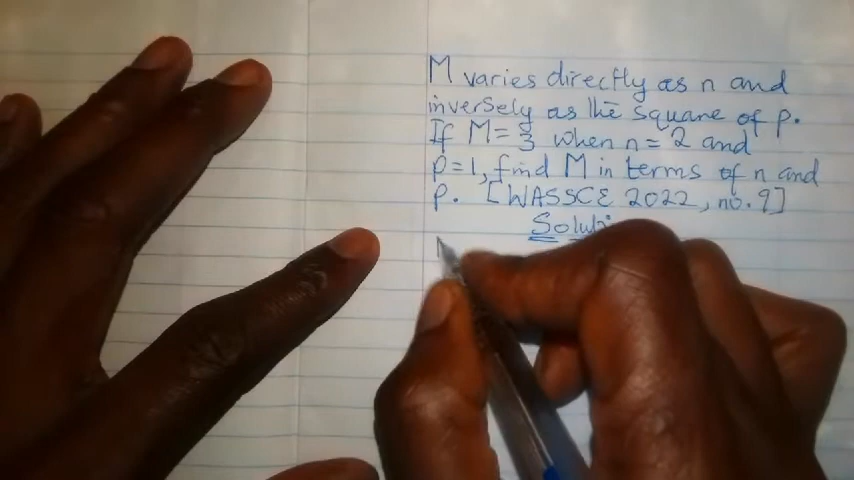 M varies directly as n and
inversely as the square of p.
If M= when n= 2 and
p=1, find M in terms of n and
p. [WASSCE 2022, no. 9]